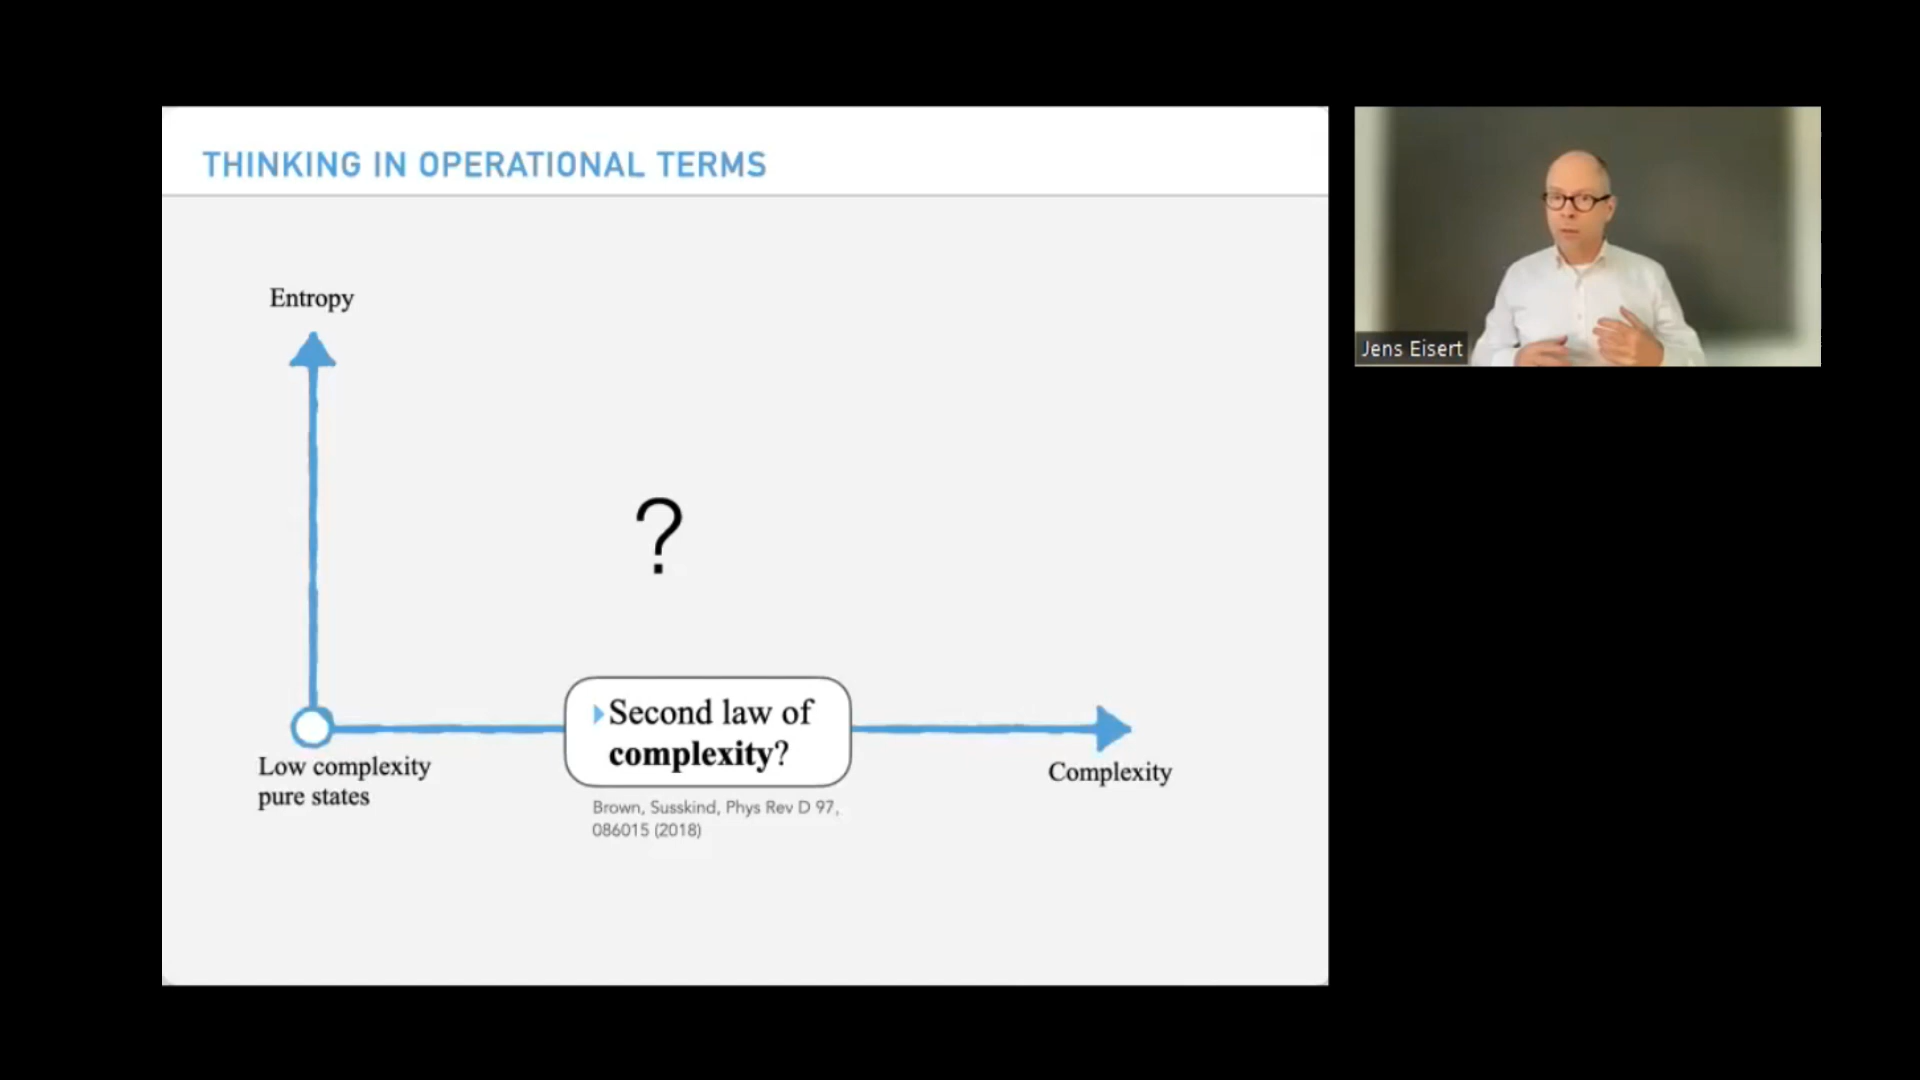 THINKING IN OPERATIONAL TERMS
Entropy
?
Second law of
complexity?
Low complexity
pure states
Complexity
Brown, Susskind, Phys Rev D 97,
086015 (2018)
Jens Eisert